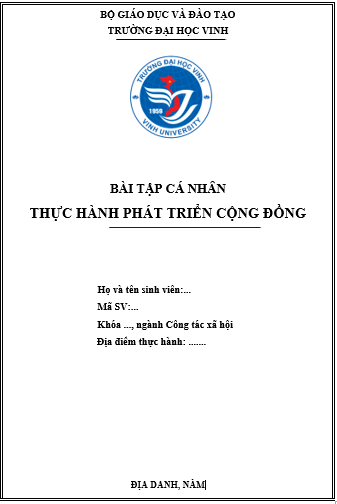 BỘ GIÁO DỤC VÀ ĐÀO TẠO
TRƯỜNG ĐẠI HỌC VINH
TRƯỜNG ĐẠI HỌC VINH
1959
VINH UNIVERSITY
BÀI TẬP CÁ NHÂN
THỰC HÀNH PHÁT TRIỂN CỘNG ĐỒNG
Họ và tên sinh viên:...
Mã SV:...
Khóa ..., ngành Công tác xã hội
Địa điểm thực hành: .......
ĐỊA DANH, NĂM